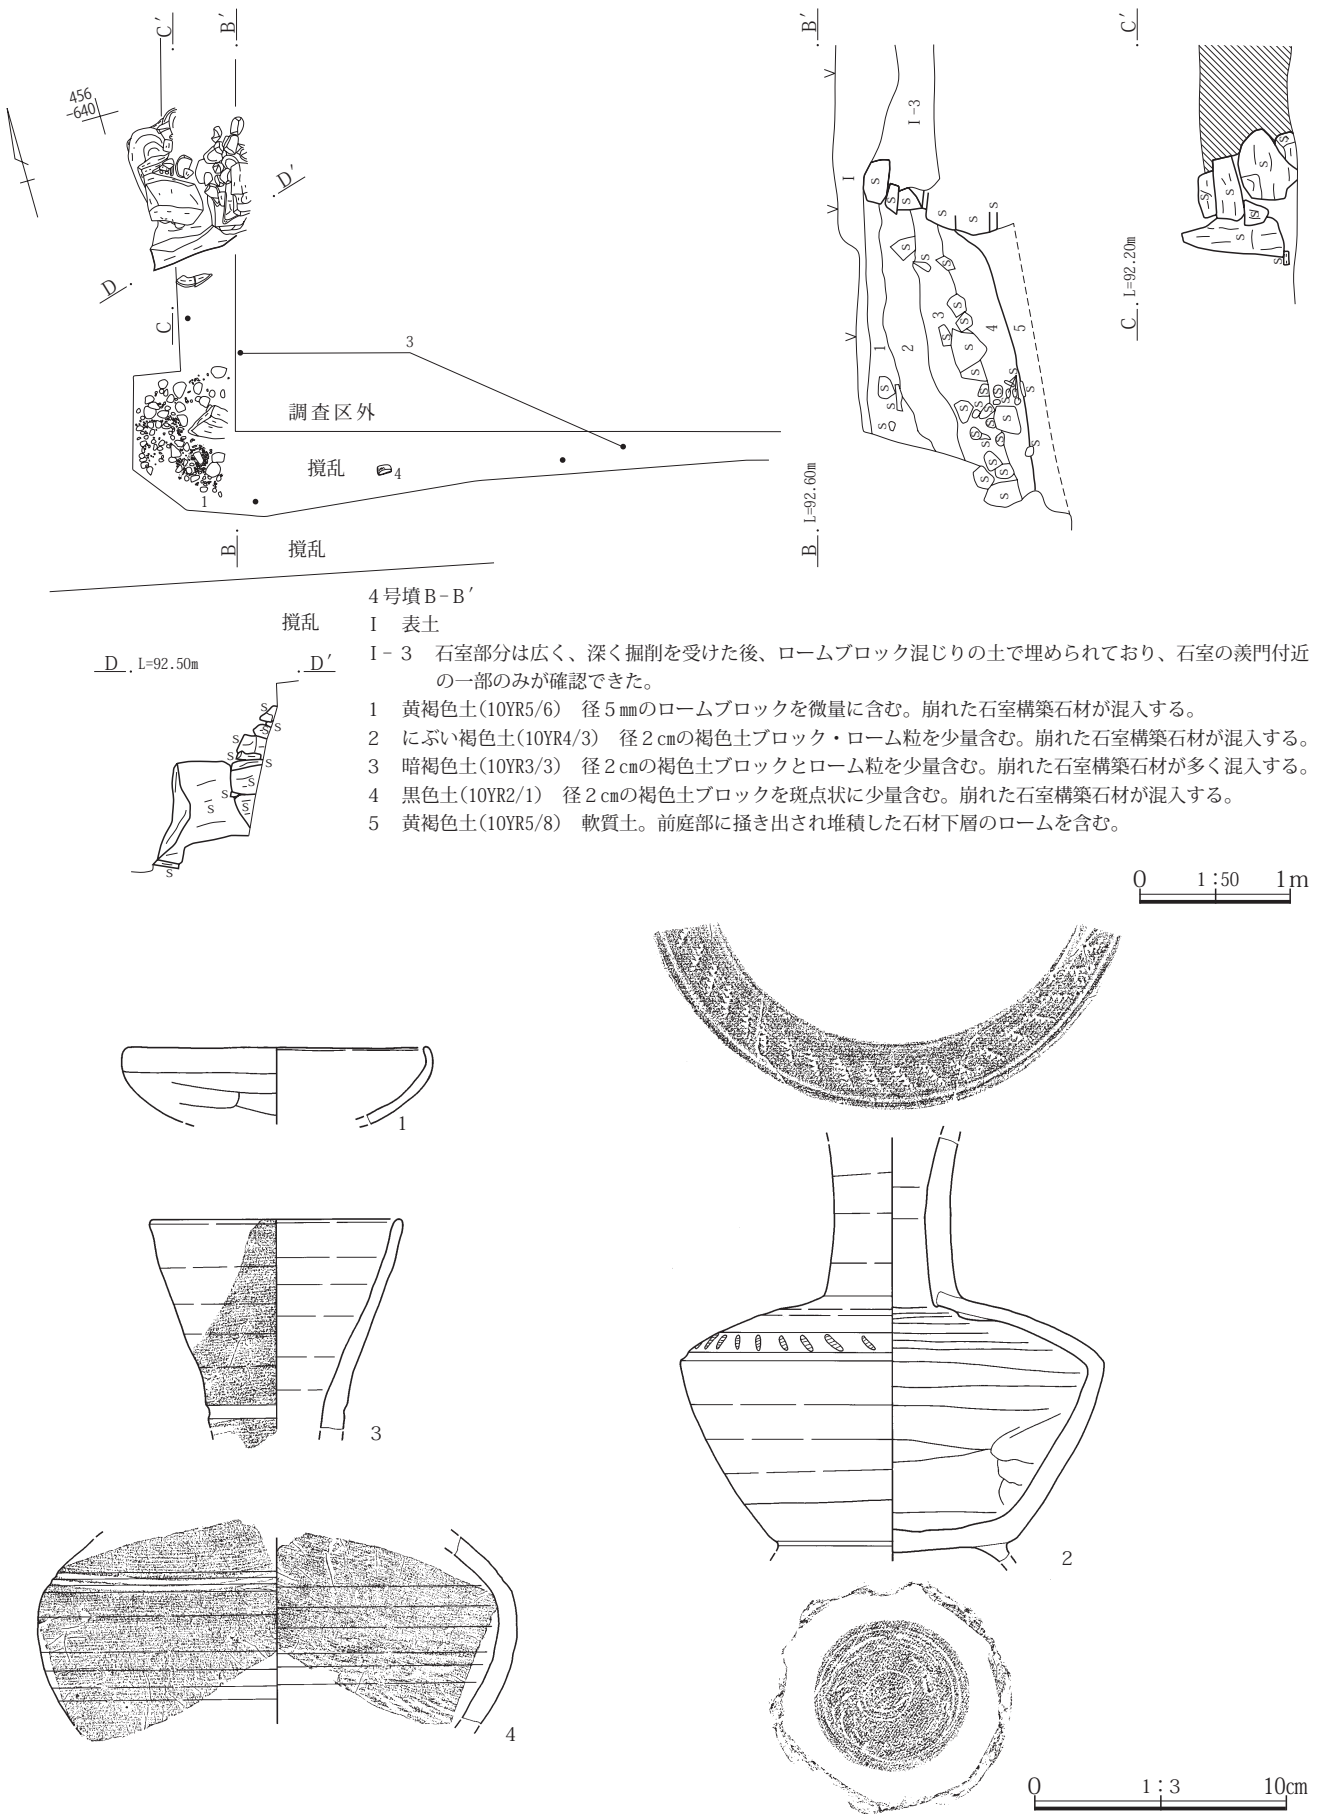 C′
B′
B′
C′
456
-640
D′
D
C
I-3
I
S
L=92.20m
C
3
調査区外
撹乱
4
1
1
2
3
4
5
L=92.60m
B
B
撹乱
撹乱
4号墳B-B′
I 表土
I-3 石室部分は広く、深く掘削を受けた後、ロームブロック混じりの土で埋められており、石室の羨門付近
の一部のみが確認できた。
1 黄褐色土(10YR5/6) 径5㎜のロームブロックを微量に含む。崩れた石室構築石材が混入する。
2 にぶい褐色土(10YR4/3) 径2㎝の褐色土ブロック・ローム粒を少量含む。崩れた石室構築石材が混入する。
3 暗褐色土(10YR3/3) 径2㎝の褐色土ブロックとローム粒を少量含む。崩れた石室構築石材が多く混入する。
4 黒色土(10YR2/1) 径2㎝の褐色土ブロックを斑点状に少量含む。崩れた石室構築石材が混入する。
5 黄褐色土(10YR5/8) 軟質土。前庭部に掻き出され堆積した石材下層のロームを含む。
D L=92.50m D′
S
0 1:50 1m
1
3
2
4
0 1:3 10㎝